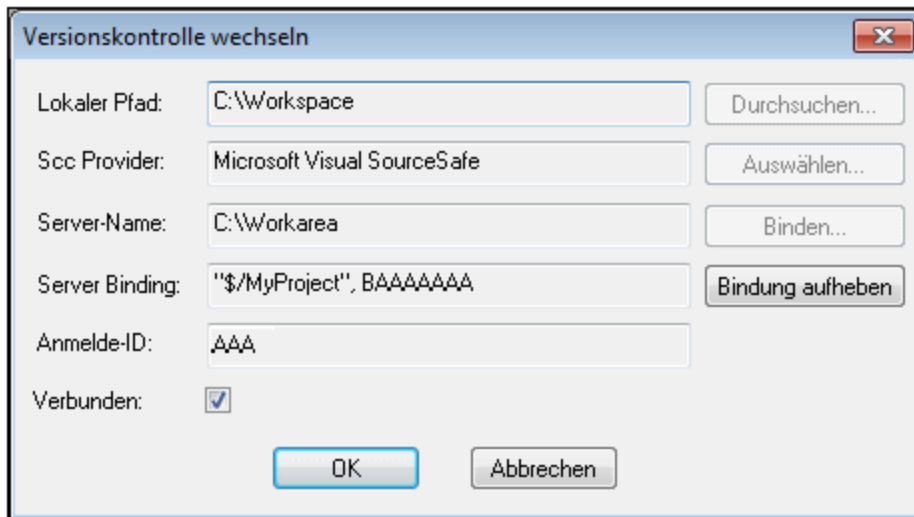 Versionskontrolle wechseln
Lokaler Pfad: C:\Workspace Durchsuchen...
Scc Provider: Microsoft Visual SourceSafe Auswählen...
Server-Name: C:\Workarea Binden...
Server Binding: "$/MyProject", BAAAAAAA Bindung aufheben
Anmelde-ID: AAA
Verbunden:
OK Abbrechen